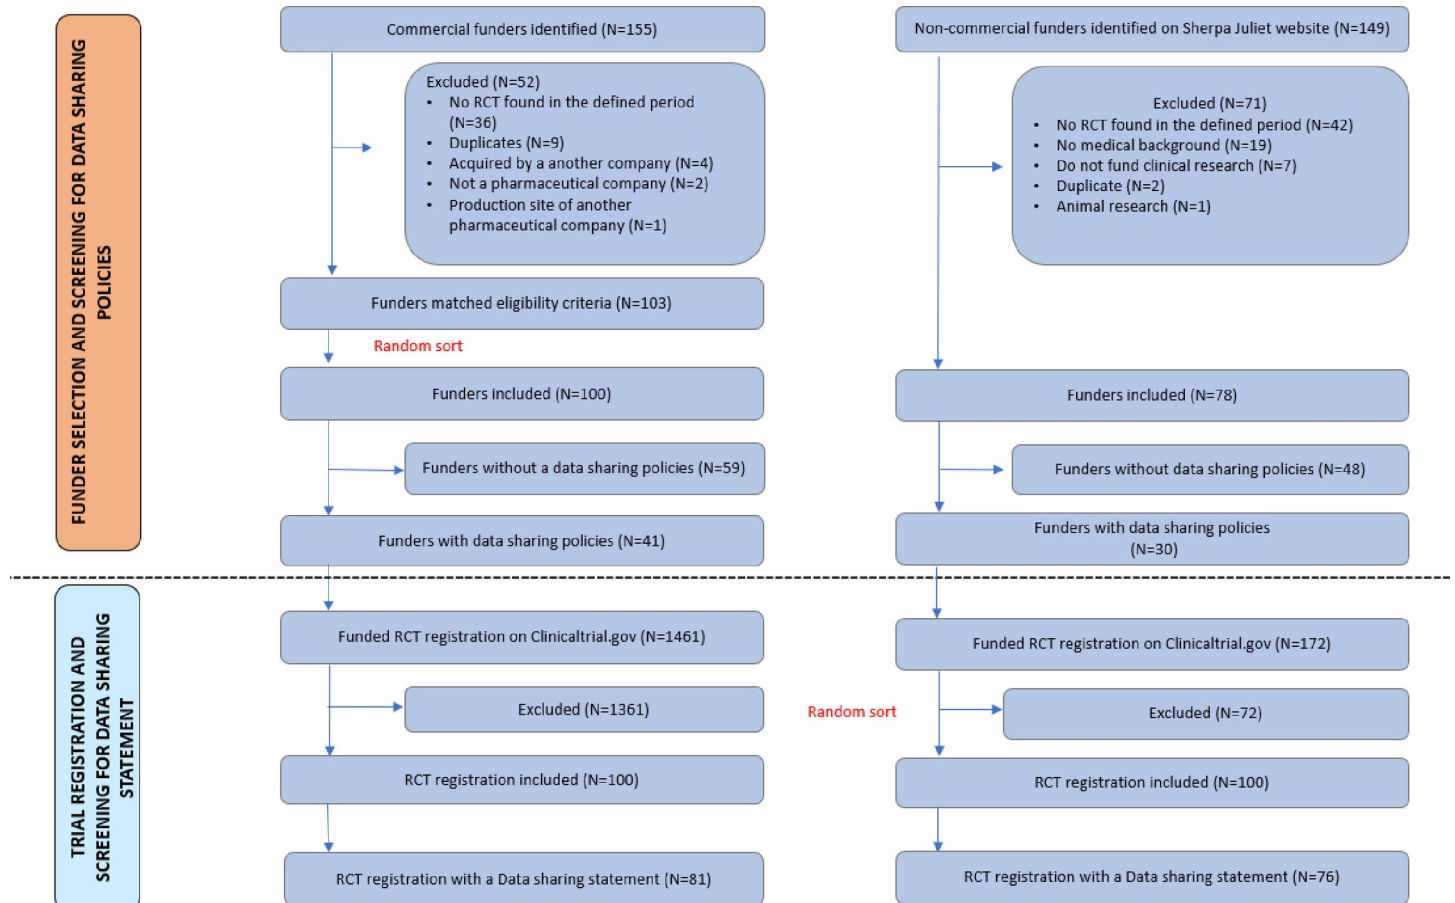 FUNDER SELECTION AND SCREENING FOR DATA SHARING
POLICIES
Commercial funders identified (N=155)
Excluded (N=52)
• No RCT found in the defined period
(N=36)
• Duplicates (N=9)
• Acquired by a another company (N=4)
• Not a pharmaceutical company (N=2)
• Production site of another
pharmaceutical company (N=1)
Funders matched eligibility criteria (N=103)
Random sort
Funders included (N=100)
Funders without a data sharing policies (N=59)
Funders with data sharing policies (N=41)
Non-commercial funders identified on Sherpa Juliet website (N=149)
Excluded (N=71)
• No RCT found in the defined period (N=42)
• No medical background (N=19)
• Do not fund clinical research (N=7)
• Duplicate (N=2)
• Animal research (N=1)
Funders included (N=78)
Funders without data sharing policies (N=48)
Funders with data sharing policies
(N=30)
TRIAL REGISTRATION AND
SCREENING FOR DATA SHARING
STATEMENT
Funded RCT registration on Clinicaltrial.gov (N=1461)
Excluded (N=1361)
RCT registration included (N=100)
RCT registration with a Data sharing statement (N=81)
Funded RCT registration on Clinicaltrial.gov (N=172)
Random sort
Excluded (N=72)
RCT registration included (N=100)
RCT registration with a Data sharing statement (N=76)